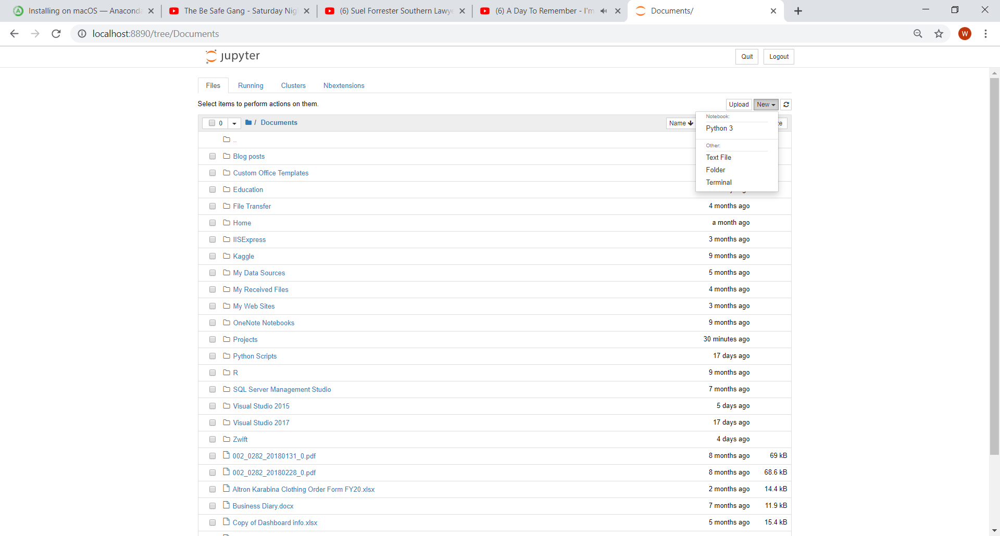 Installing on macOS — Anaconda
The Be Safe Gang - Saturday Nig
(6) Suel Forrester Southern Lawye
(6) A Day To Remember - I'm
Documents/
localhost:8890/tree/Documents
W
jupyter
Quit
Logout
Files
Running
Clusters
Nbextensions
Select items to perform actions on them.
Upload
New
0
/
Documents
Name
ze
Notebook:
Python 3
Other:
Text File
Folder
Terminal
..
Blog posts
Custom Office Templates
Education
File Transfer 4 months ago
Home a month ago
IISExpress 3 months ago
Kaggle 9 months ago
My Data Sources 5 months ago
My Received Files 4 months ago
My Web Sites 3 months ago
OneNote Notebooks 9 months ago
Projects 30 minutes ago
Python Scripts 17 days ago
R 9 months ago
SQL Server Management Studio 7 months ago
Visual Studio 2015 5 days ago
Visual Studio 2017 17 days ago
Zwift 4 days ago
002_0282_20180131_0.pdf 8 months ago 69 kB
002_0282_20180228_0.pdf 8 months ago 68.6 kB
Altron Karabina Clothing Order Form FY20.xlsx 2 months ago 14.4 kB
Business Diary.docx 7 months ago 11.9 kB
Copy of Dashboard info.xlsx 5 months ago 15.4 kB